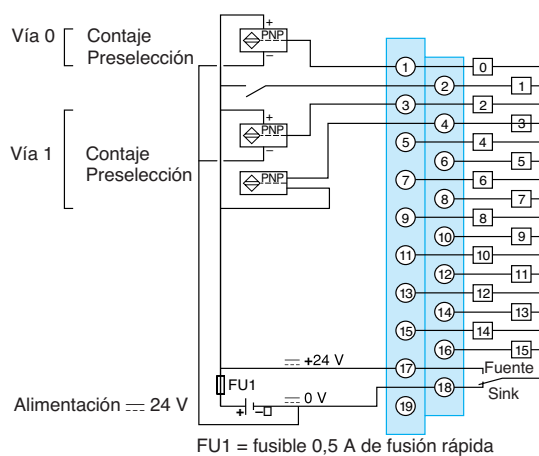 Vía 0
Contaje
Preselección
+
PNP
–
1
0
2
1
3
2
Vía 1
Contaje
Preselección
+
PNP
–
4
3
PNP
5
4
6
5
7
6
8
7
9
8
10
9
11
10
12
11
13
12
14
13
15
14
16
15
+24 V
17
Fuente
FU1
0 V
18
Sink
Alimentación 24 V
+
–
19
FU1 = fusible 0,5 A de fusión rápida